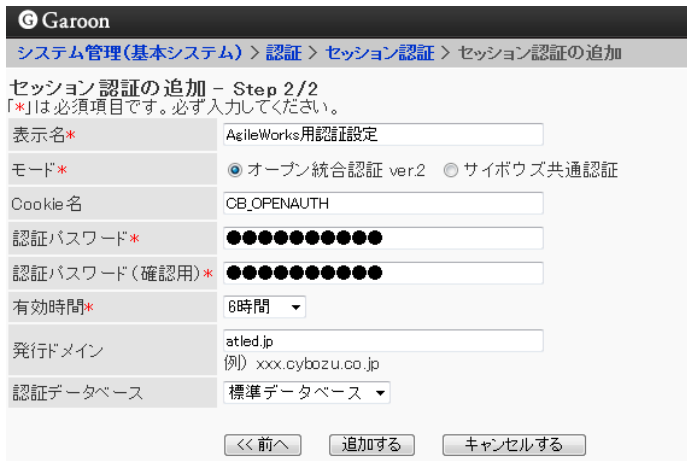 Garoon
システム管理(基本システム) > 認証 > セッション認証 > セッション認証の追加
セッション認証の追加 - Step 2/2
「*」は必須項目です。必ず入力してください。
表示名* AgileWorks用認証設定
モード* オープン統合認証 ver.2 サイボウズ共通認証
Cookie名 CB_OPENAUTH
認証パスワード* ●●●●●●●●●●
認証パスワード(確認用)* ●●●●●●●●●●
有効時間* 6時間
発行ドメイン atled.jp
例) xxx.cybozu.co.jp
認証データベース 標準データベース
<< 前へ 追加する キャンセルする